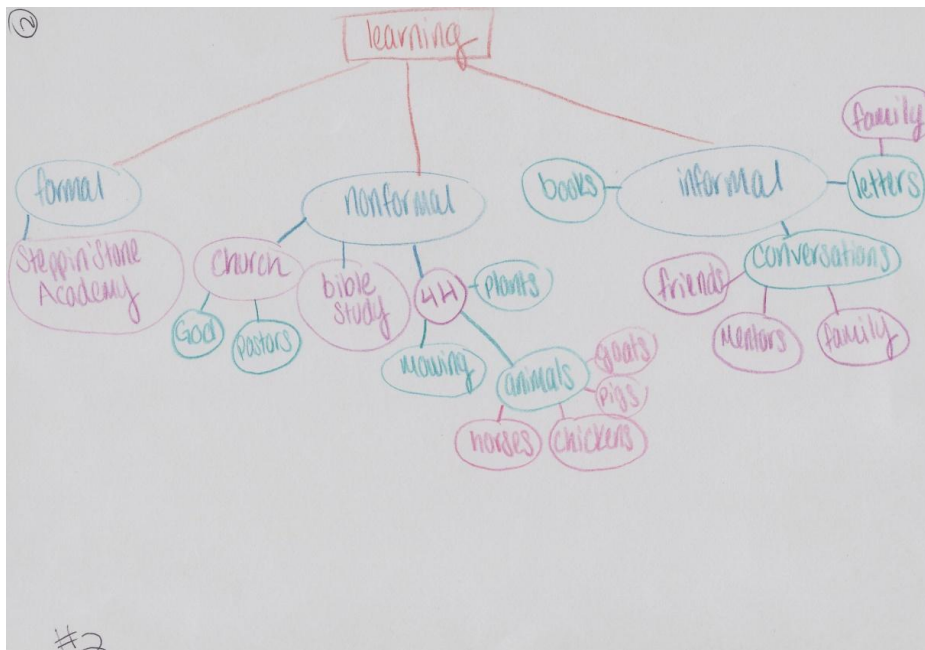 2
learning
formal
nonformal
informal
books
letters
family
Steppin' Stone
Academy
church
bible
study
4H
plants
conversations
friends
God
pastors
mowing
animals
goats
pigs
horses
chickens
Mentors
family
#2